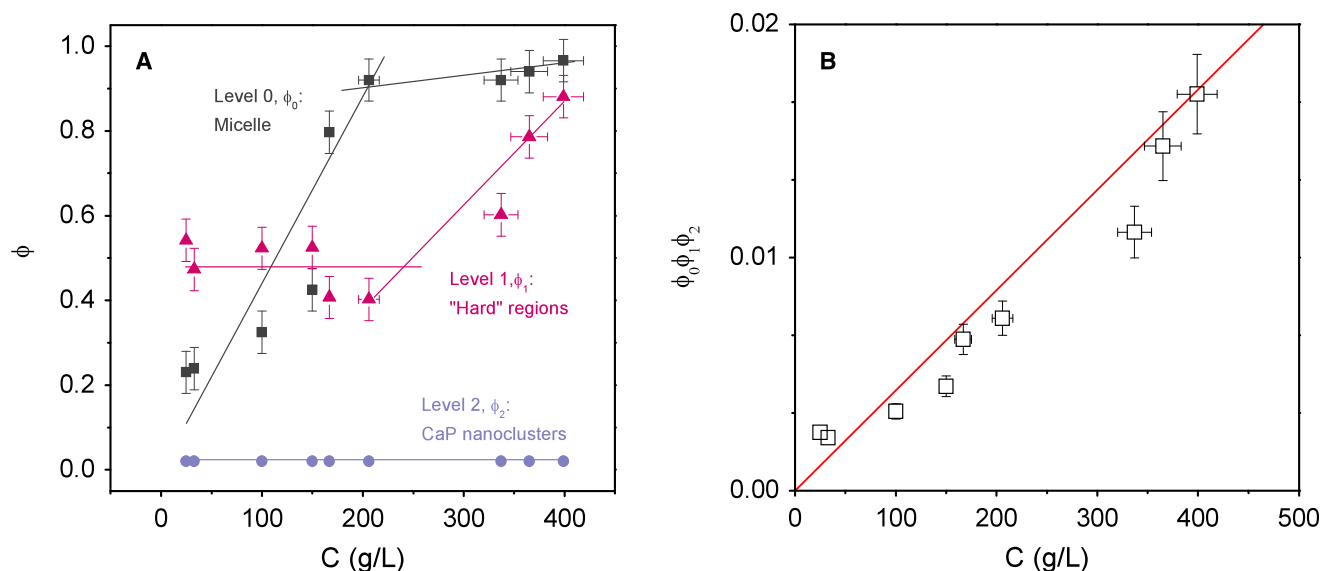 A
Level 0, ϕ₀:
Micelle
Level 1,ϕ₁:
"Hard" regions
Level 2, ϕ₂:
CaP nanoclusters
ϕ
1.0
0.8
0.6
0.4
0.2
0.0
0 100 200 300 400
C (g/L)
B
ϕ₀ϕ₁ϕ₂
0.02
0.01
0.00
0 100 200 300 400 500
C (g/L)